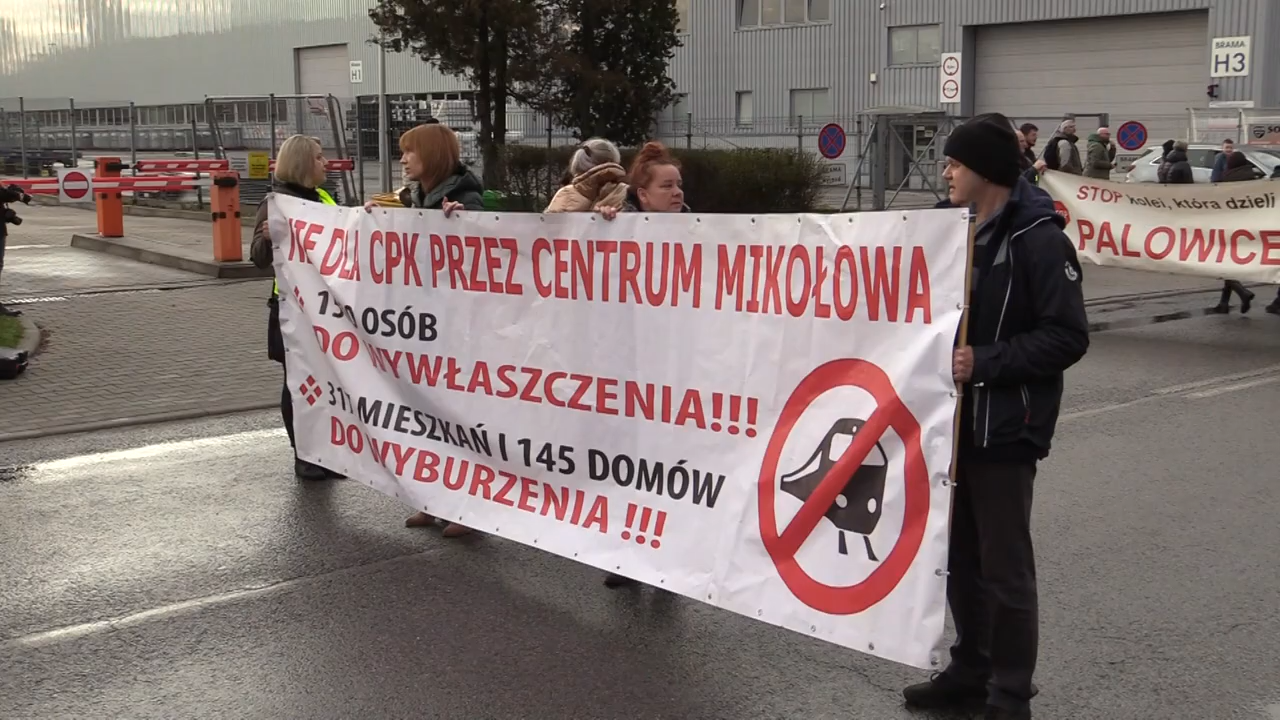 DLA CPK PRZEZ CENTRUM MIKOŁOWA
OSÓB
DO WYWŁASZCZENIA!!!
MIESZKAŃ I 145 DOMÓW
DO WYBURZENIA !!!
STOP kolei, która dzieli
PALOWICE
BRAMA
H3
H1